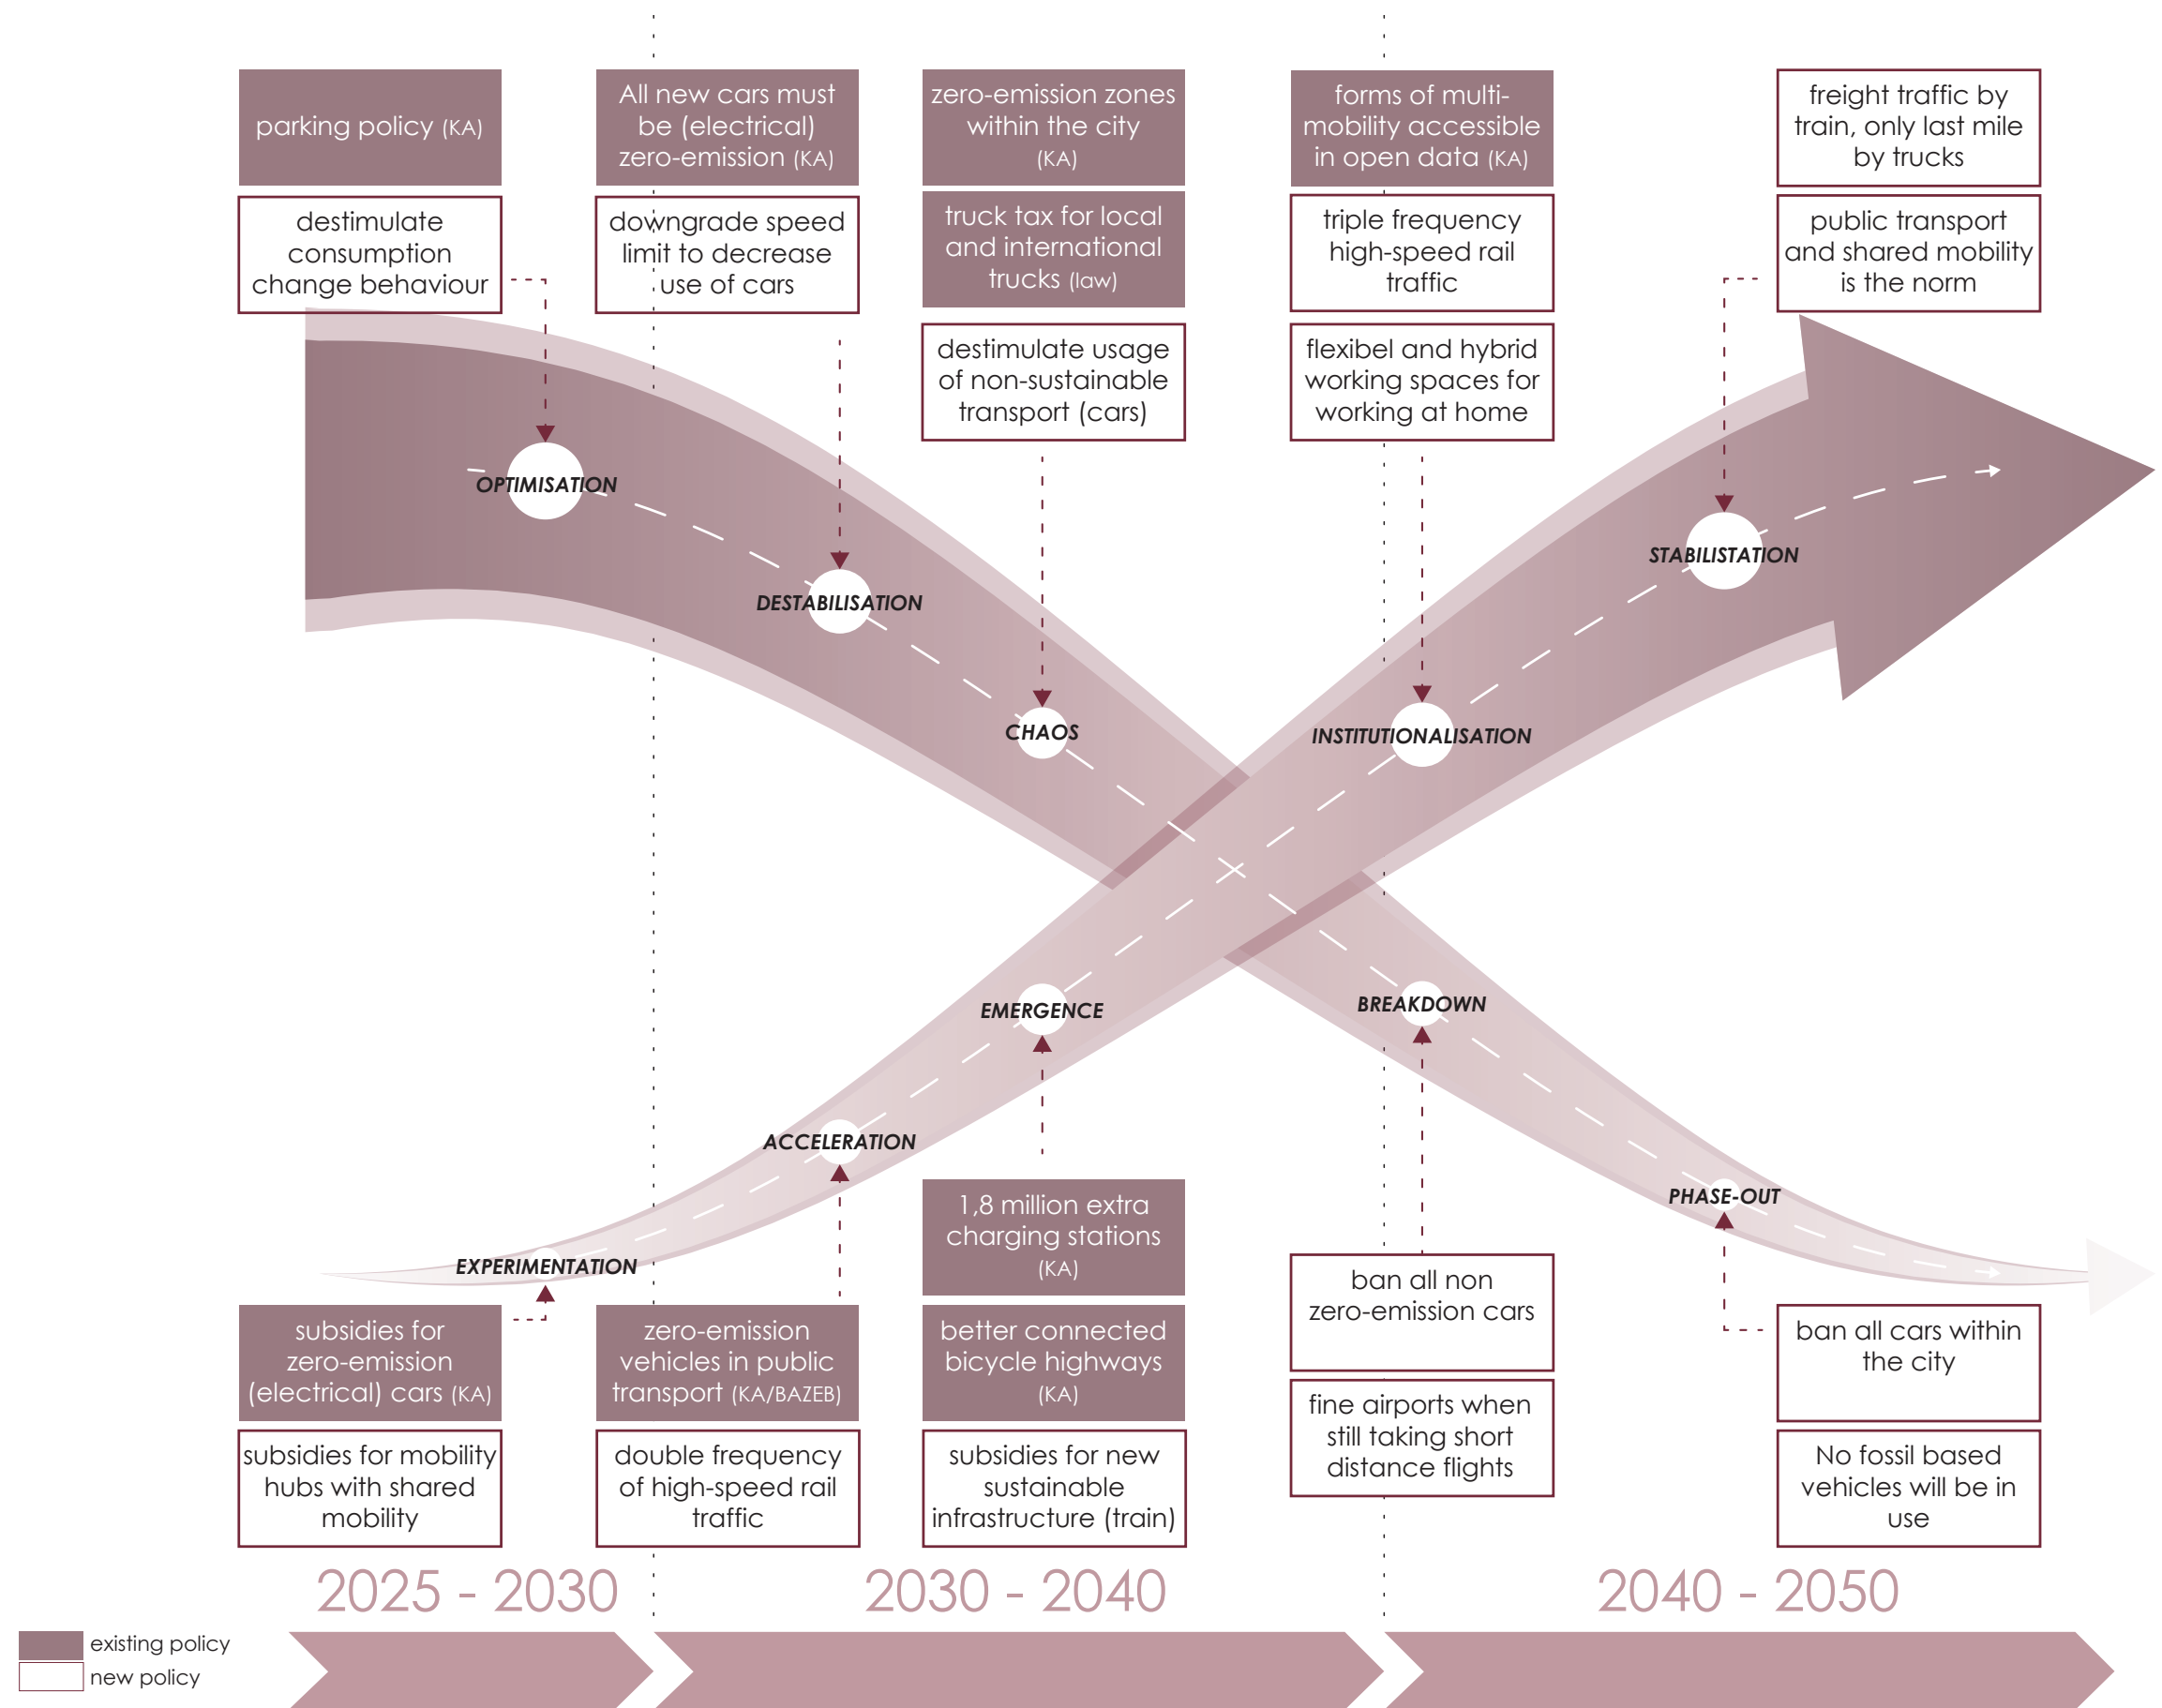 parking policy (KA)
destimulate
consumption
change behaviour
All new cars must
be (electrical)
zero-emission (KA)
downgrade speed
limit to decrease
use of cars
zero-emission zones
within the city
(KA)
truck tax for local
and international
trucks (law)
destimulate usage
of non-sustainable
transport (cars)
forms of multi-
mobility accessible
in open data (KA)
triple frequency
high-speed rail
traffic
flexibel and hybrid
working spaces for
working at home
freight traffic by
train, only last mile
by trucks
public transport
and shared mobility
is the norm
OPTIMISATION
DESTABILISATION
CHAOS
INSTITUTIONALISATION
STABILISTATION
EMERGENCE
BREAKDOWN
ACCELERATION
PHASE-OUT
EXPERIMENTATION
subsidies for
zero-emission
(electrical) cars (KA)
subsidies for mobility
hubs with shared
mobility
zero-emission
vehicles in public
transport (KA/BAZEB)
double frequency
of high-speed rail
traffic
1,8 million extra
charging stations
(KA)
better connected
bicycle highways
(KA)
subsidies for new
sustainable
infrastructure (train)
ban all non
zero-emission cars
fine airports when
still taking short
distance flights
ban all cars within
the city
No fossil based
vehicles will be in
use
2025 - 2030
2030 - 2040
2040 - 2050
existing policy
new policy